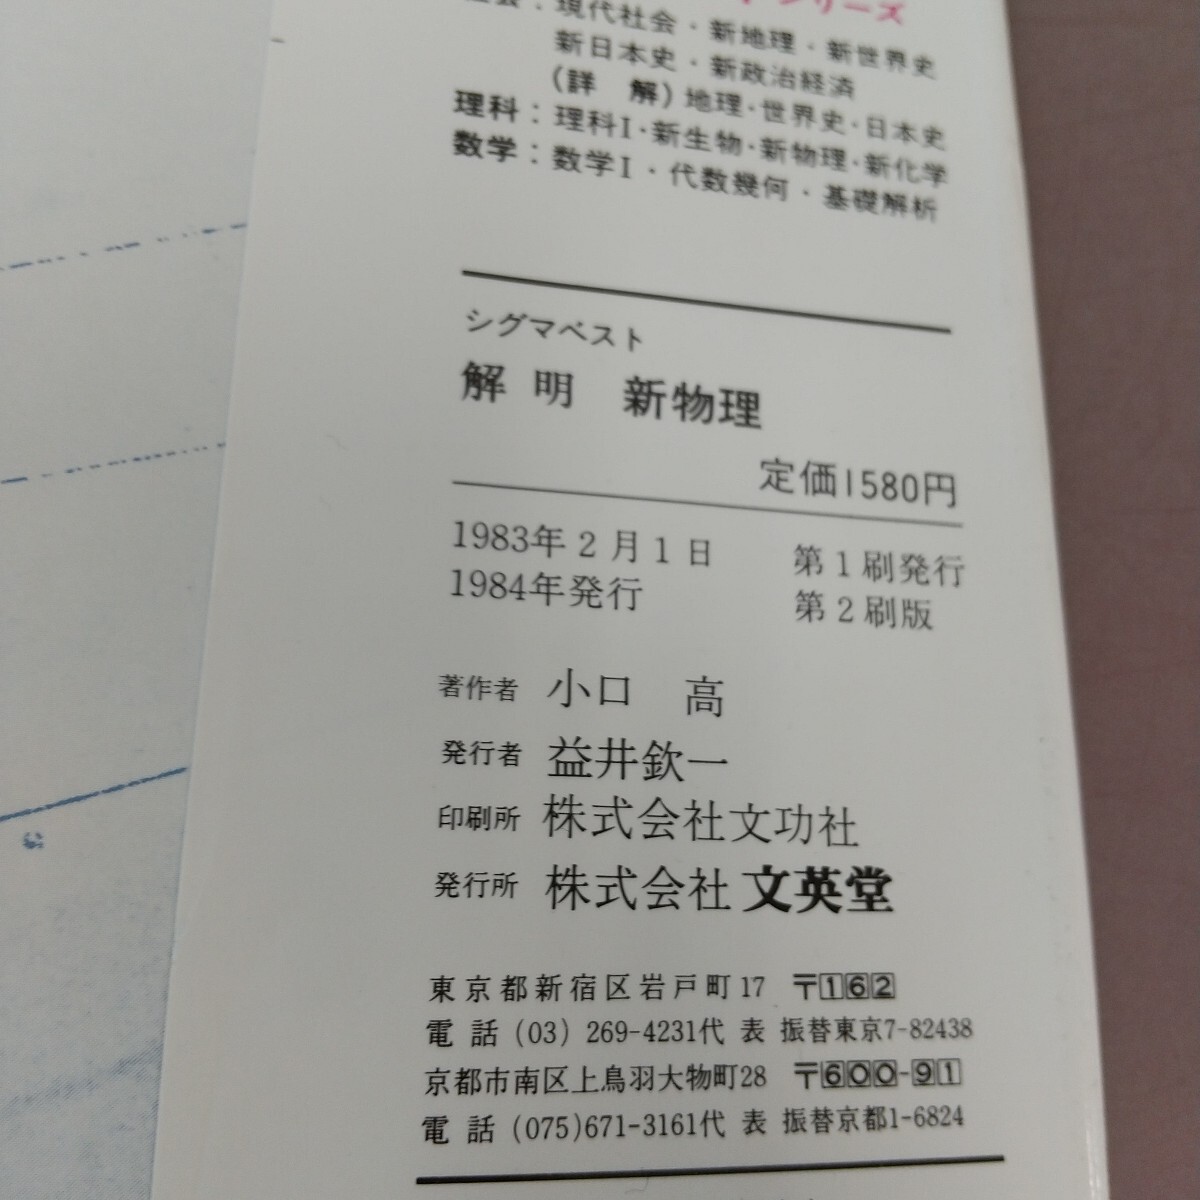 シリーズ
現代社会・新地理・新世界史
新日本史・新政治経済
(詳 解)地理・世界史・日本史
理科：理科Ⅰ・新生物・新物理・新化学
数学：数学Ⅰ・代数幾何・基礎解析
シグマベスト
解明 新物理
定価1580円
1983年2月1日 第1刷発行
1984年発行 第2刷版
著作者 小口 高
発行者 益井欽一
印刷所 株式会社文功社
発行所 株式会社 文英堂
東京都新宿区岩戸町17 〒162
電話(03) 269-4231代表 振替東京7-82438
京都市南区上鳥羽大物町28 〒600-91
電話(075)671-3161代表 振替京都1-6824